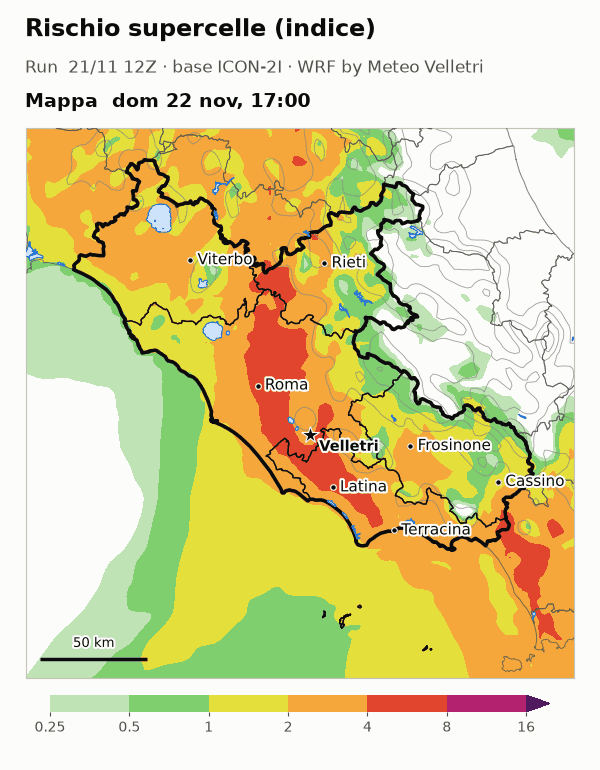 Rischio supercelle (indice)
Run  21/11 12Z · base ICON-2I · WRF by Meteo Velletri
Mappa  dom 22 nov, 17:00
Viterbo
Rieti
Roma
Velletri
Frosinone
Cassino
Latina
Terracina
50 km
0.25 0.5 1 2 4 8 16